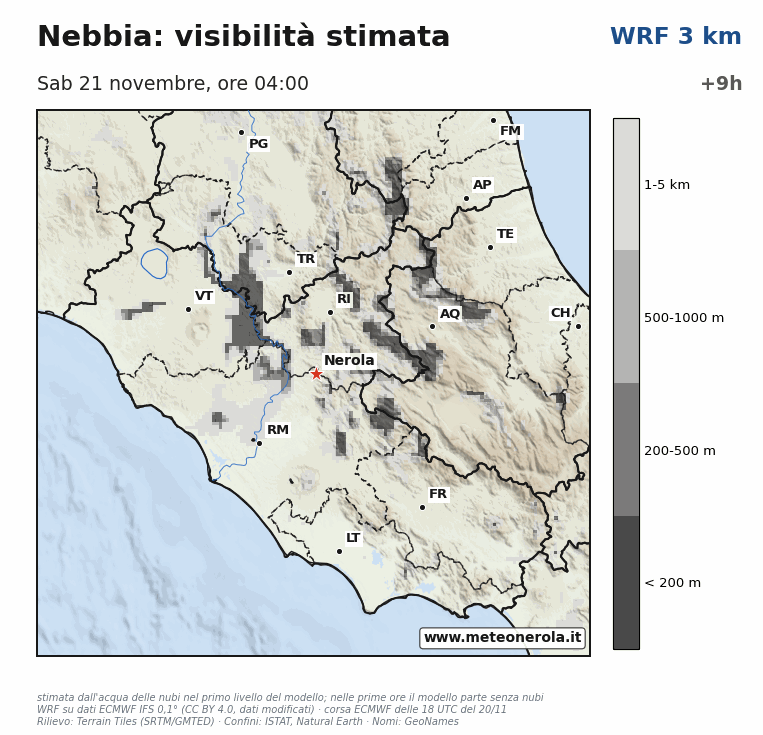 Nebbia: visibilità stimata
WRF 3 km
Sab 21 novembre, ore 04:00
+9h
FM
PG
AP
TE
TR
VT
RI
AQ
CH
Nerola
RM
FR
LT
www.meteonerola.it
1-5 km
500-1000 m
200-500 m
< 200 m
stimata dall'acqua delle nubi nel primo livello del modello; nelle prime ore il modello parte senza nubi
WRF su dati ECMWF IFS 0,1° (CC BY 4.0, dati modificati) · corsa ECMWF delle 18 UTC del 20/11
Rilievo: Terrain Tiles (SRTM/GMTED) · Confini: ISTAT, Natural Earth · Nomi: GeoNames